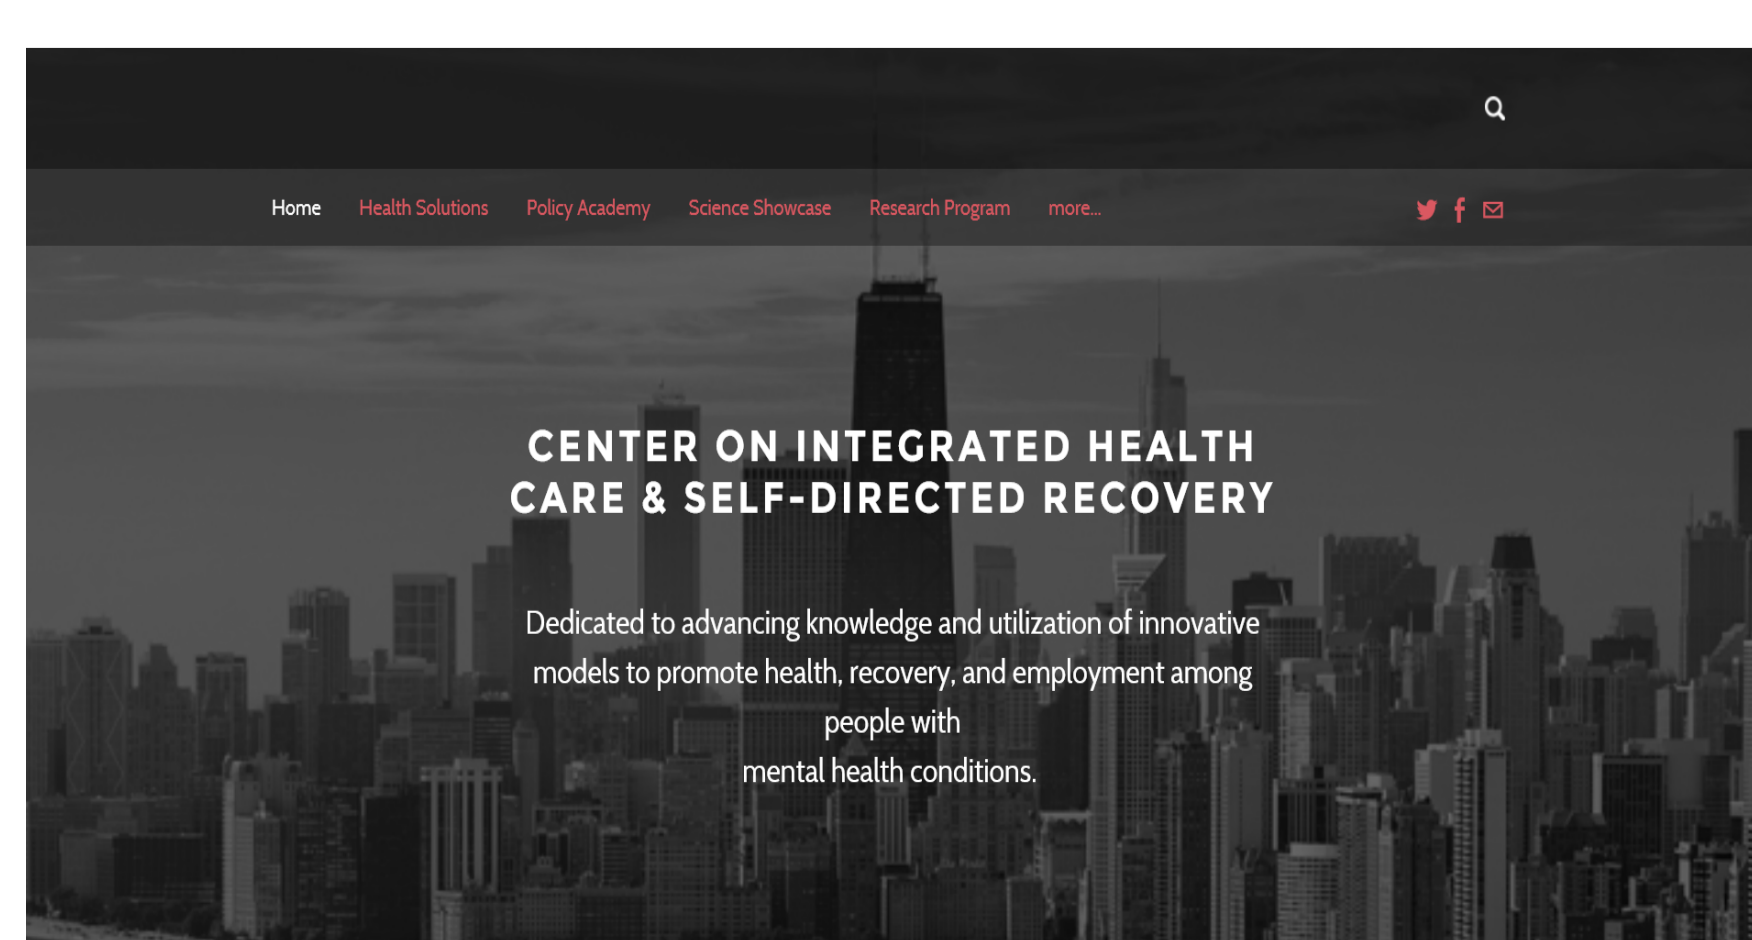 Home Health Solutions Policy Academy Science Showcase Research Program more...
CENTER ON INTEGRATED HEALTH
CARE & SELF-DIRECTED RECOVERY
Dedicated to advancing knowledge and utilization of innovative
models to promote health, recovery, and employment among
people with
mental health conditions.